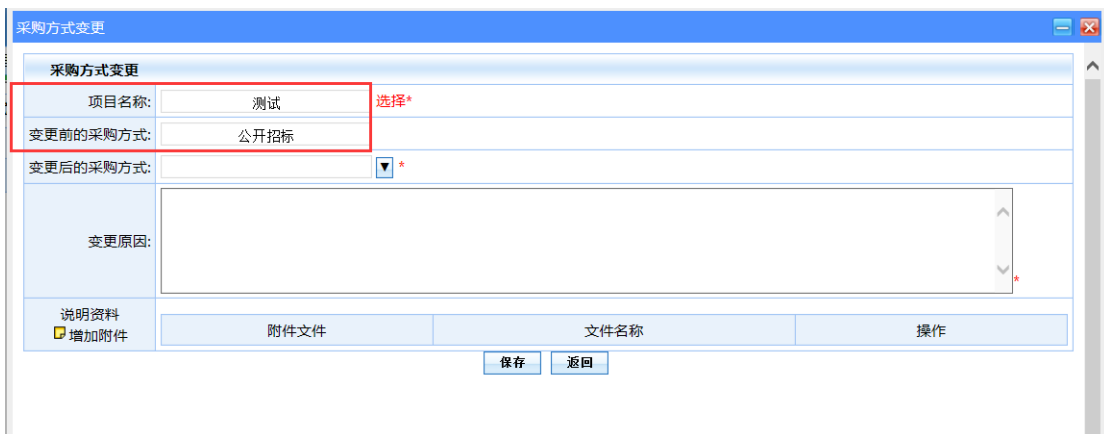 采购方式变更
采购方式变更
项目名称: 测试 选择*
变更前的采购方式: 公开招标
变更后的采购方式: *
变更原因: *
说明资料
增加附件 附件文件 文件名称 操作
保存 返回